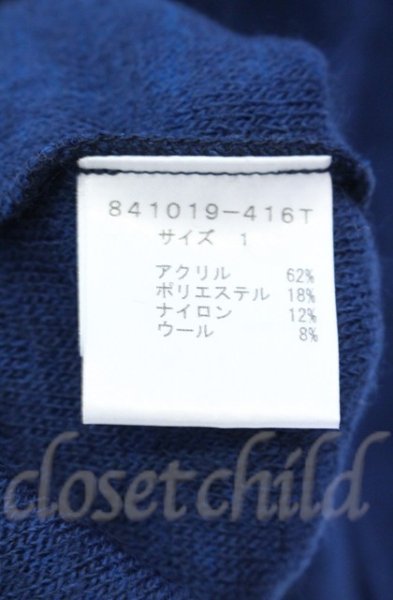 841019-416T
サイズ 1
アクリル 62%
ポリエステル 18%
ナイロン 12%
ウール 8%
closet child